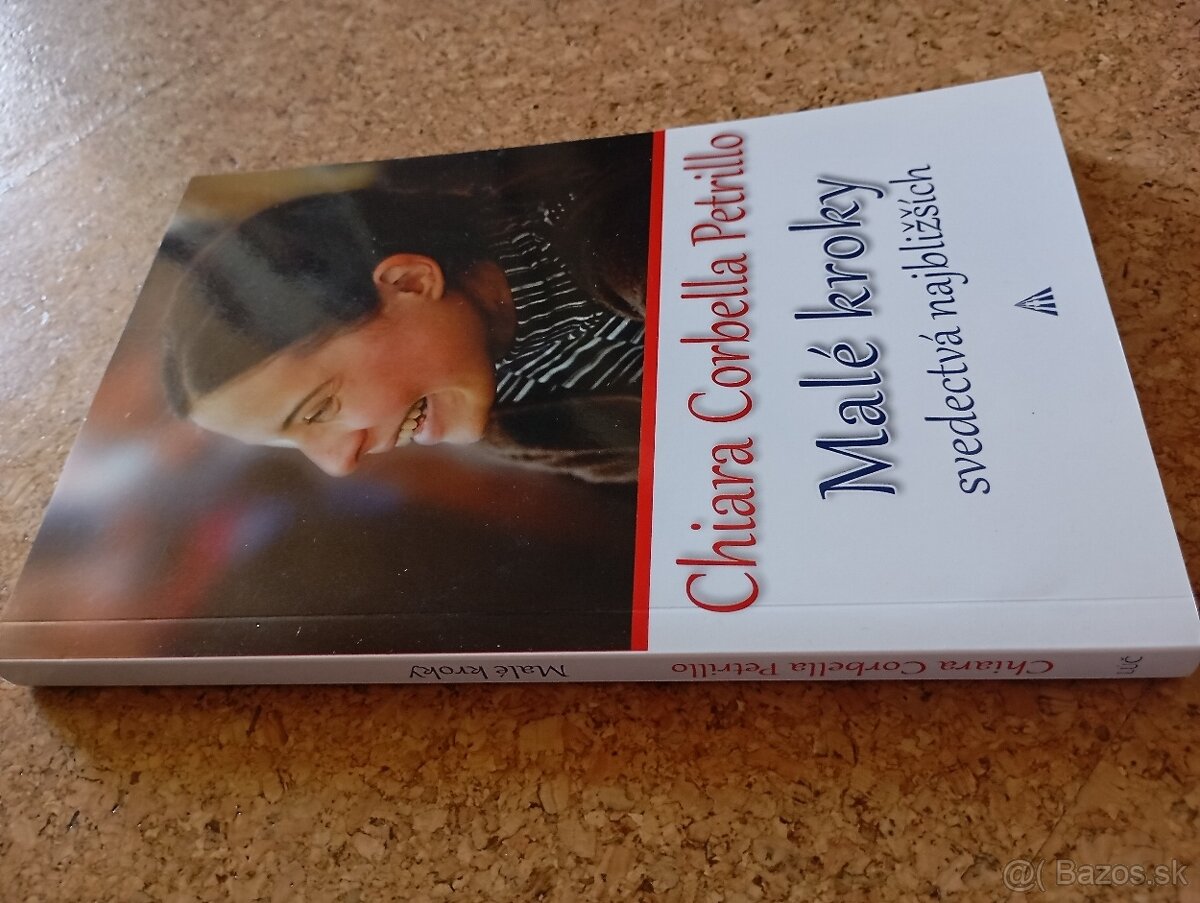 Chiara Corbella Petrillo
Malé kroky
svedectvá najbližších
Malé kroky
Chiara Corbella Petrillo
LÚČ
@( Bazos.sk